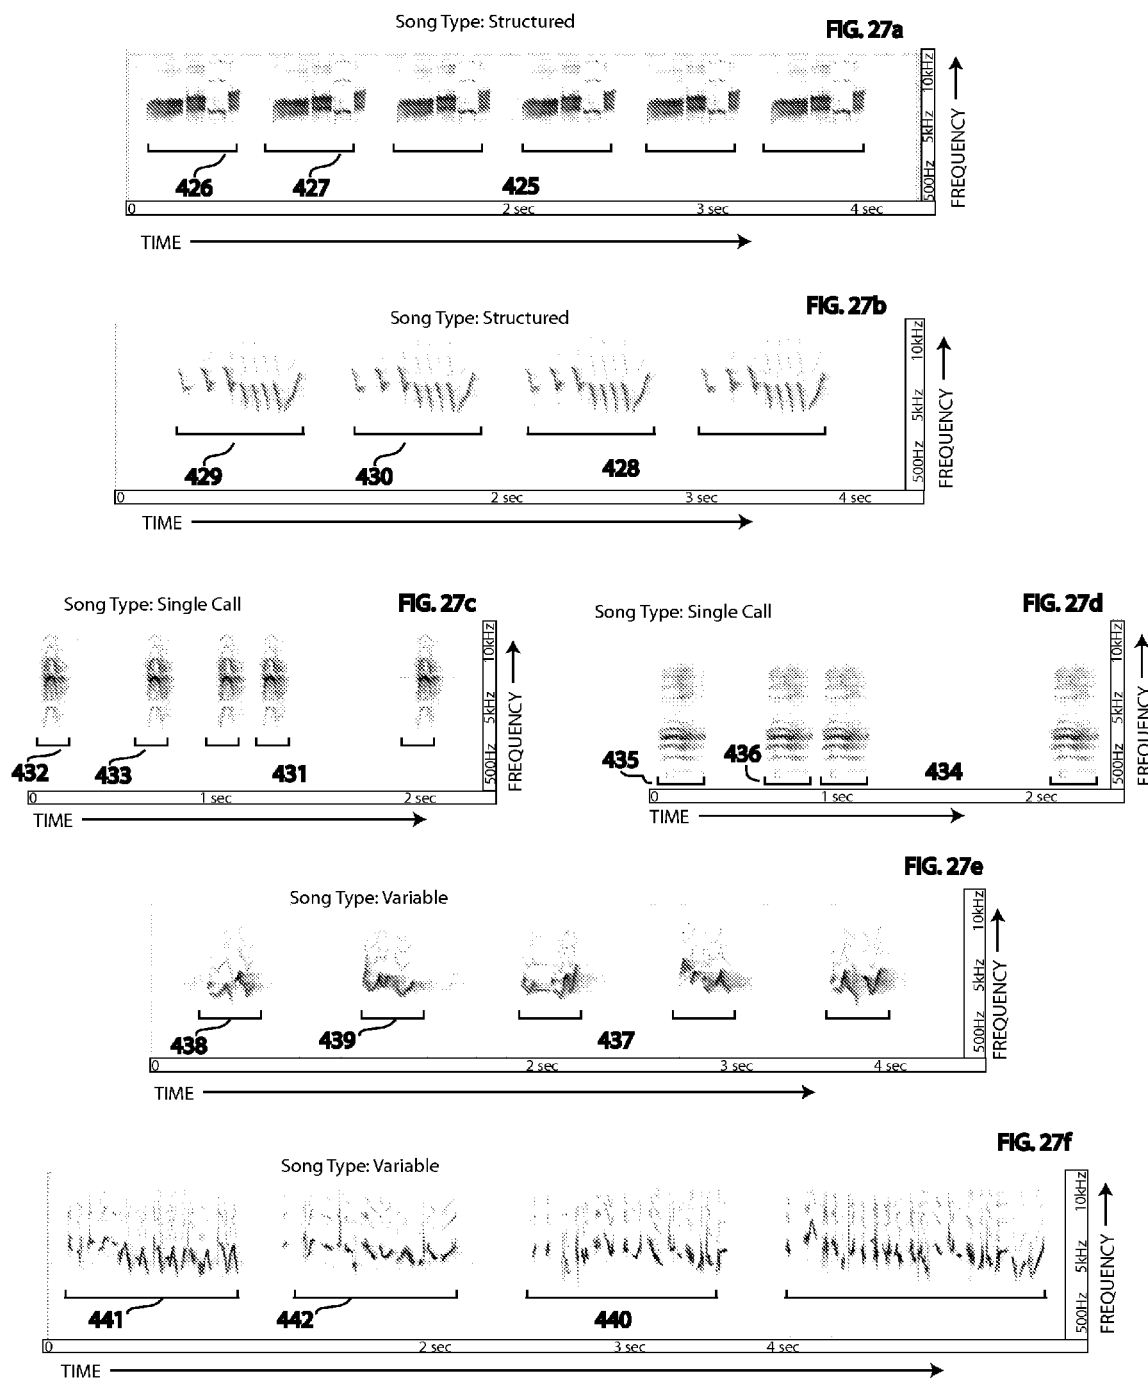 Song Type: Structured
FIG. 27a
10kHz
5kHz
500Hz
FREQUENCY
426
427
425
0 2 sec 3 sec 4 sec
TIME
FIG. 27b
Song Type: Structured
10kHz
5kHz
500Hz
FREQUENCY
429
430
428
0 2 sec 3 sec 4 sec
TIME
Song Type: Single Call
FIG. 27c
10kHz
5kHz
500Hz
FREQUENCY
432
433
431
0 1 sec 2 sec
TIME
Song Type: Single Call
FIG. 27d
10kHz
5kHz
500Hz
FREQUENCY
435
436
434
0 1 sec 2 sec
TIME
FIG. 27e
Song Type: Variable
10kHz
5kHz
500Hz
FREQUENCY
438
439
437
0 2 sec 3 sec 4 sec
TIME
FIG. 27f
Song Type: Variable
10kHz
5kHz
500Hz
FREQUENCY
441
442
440
0 2 sec 3 sec 4 sec
TIME